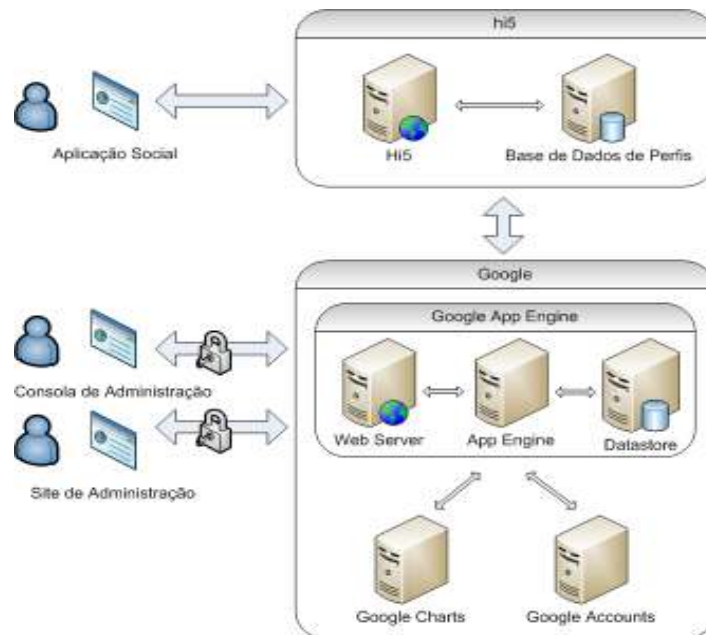 hi5
Aplicação Social
Hi5
Base de Dados de Perfis
Google
Google App Engine
Consola de Administração
Web Server
App Engine
Datastore
Site de Administração
Google Charts
Google Accounts